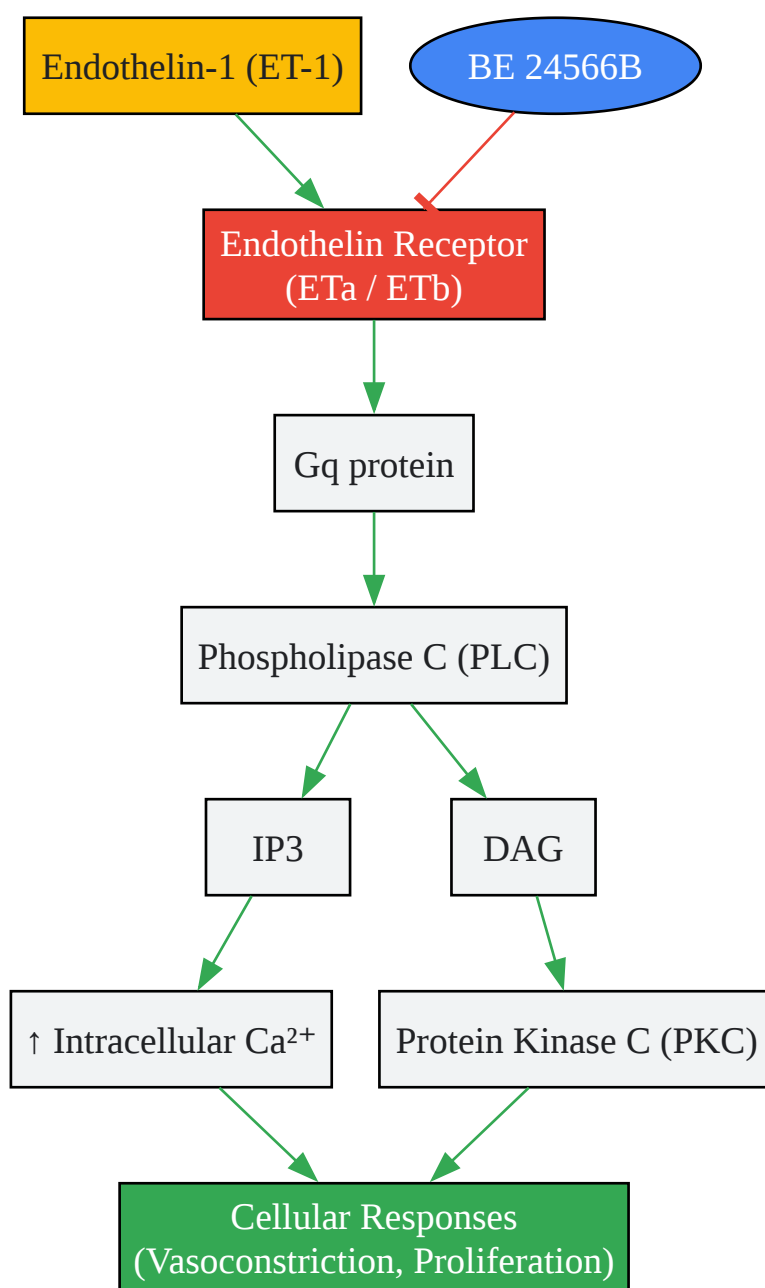 Endothelin-1 (ET-1)
BE 24566B
Endothelin Receptor
(ETa / ETb)
Gq protein
Phospholipase C (PLC)
IP3
DAG
↑ Intracellular Ca²⁺
Protein Kinase C (PKC)
Cellular Responses
(Vasoconstriction, Proliferation)